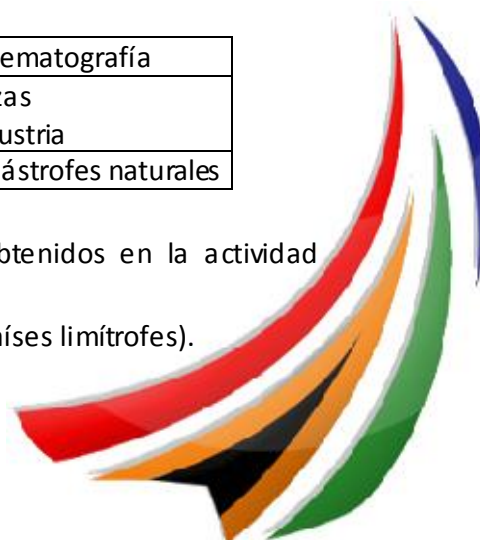 ematografía
zas
ustria
ástrofes naturales
btenidos en la actividad
aíses limítrofes).